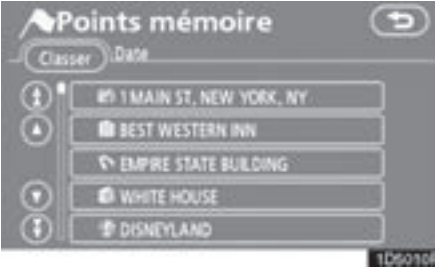 Points mémoire
Classer :Date
1 MAIN ST, NEW YORK, NY
BEST WESTERN INN
EMPIRE STATE BUILDING
WHITE HOUSE
DISNEYLAND